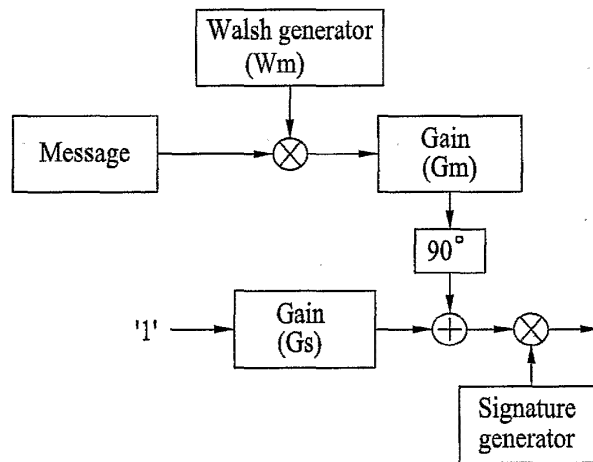 Walsh generator
(Wm)
Message
Gain
(Gm)
90°
'1'
Gain
(Gs)
Signature
generator